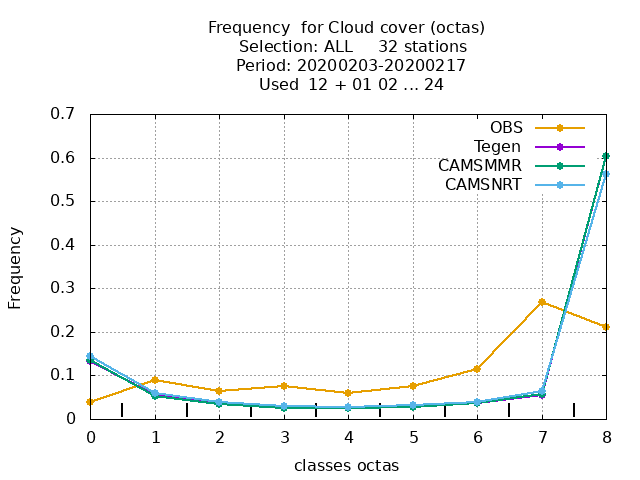 Frequency  for Cloud cover (octas)
Selection: ALL     32 stations
Period: 20200203-20200217
Used  12 + 01 02 ... 24
0.7
0.6
0.5
0.4
0.3
0.2
0.1
0
Frequency
OBS
Tegen
CAMSMMR
CAMSNRT
0 1 2 3 4 5 6 7 8
classes octas